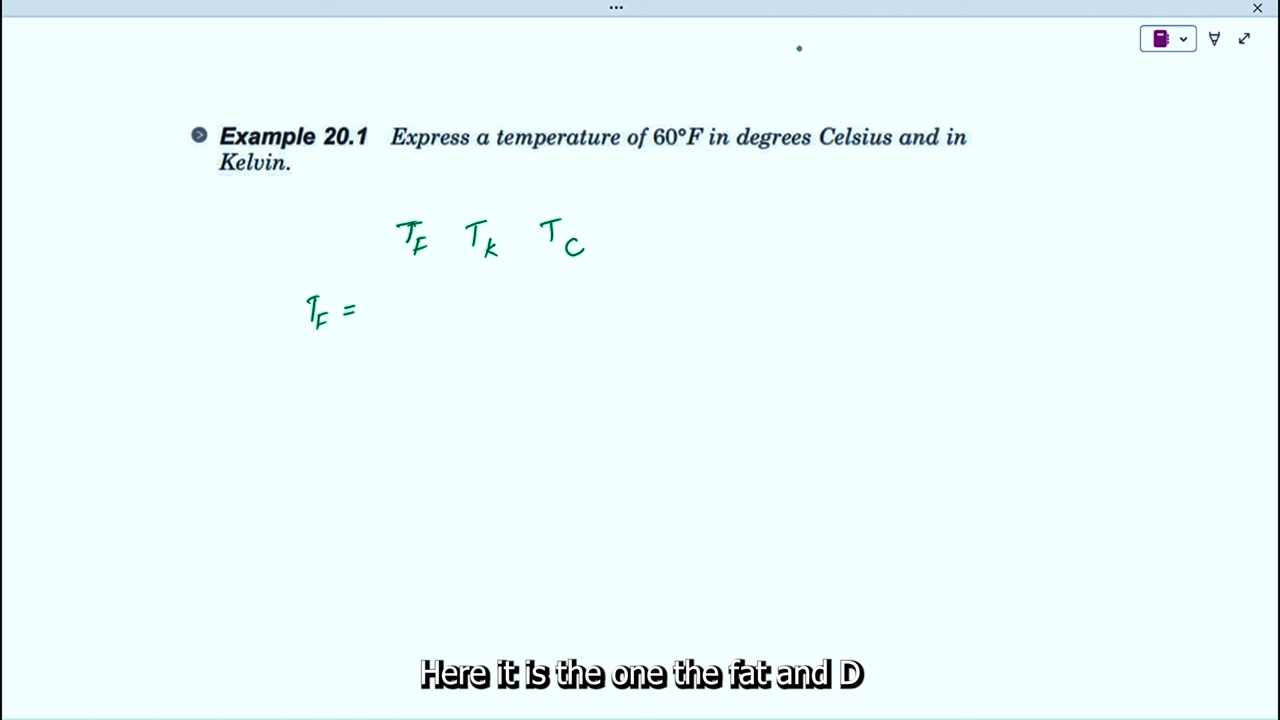 Example 20.1 Express a temperature of 60°F in degrees Celsius and in
Kelvin.
T_F T_K T_C
T_F =
Here it is the one the fat and D